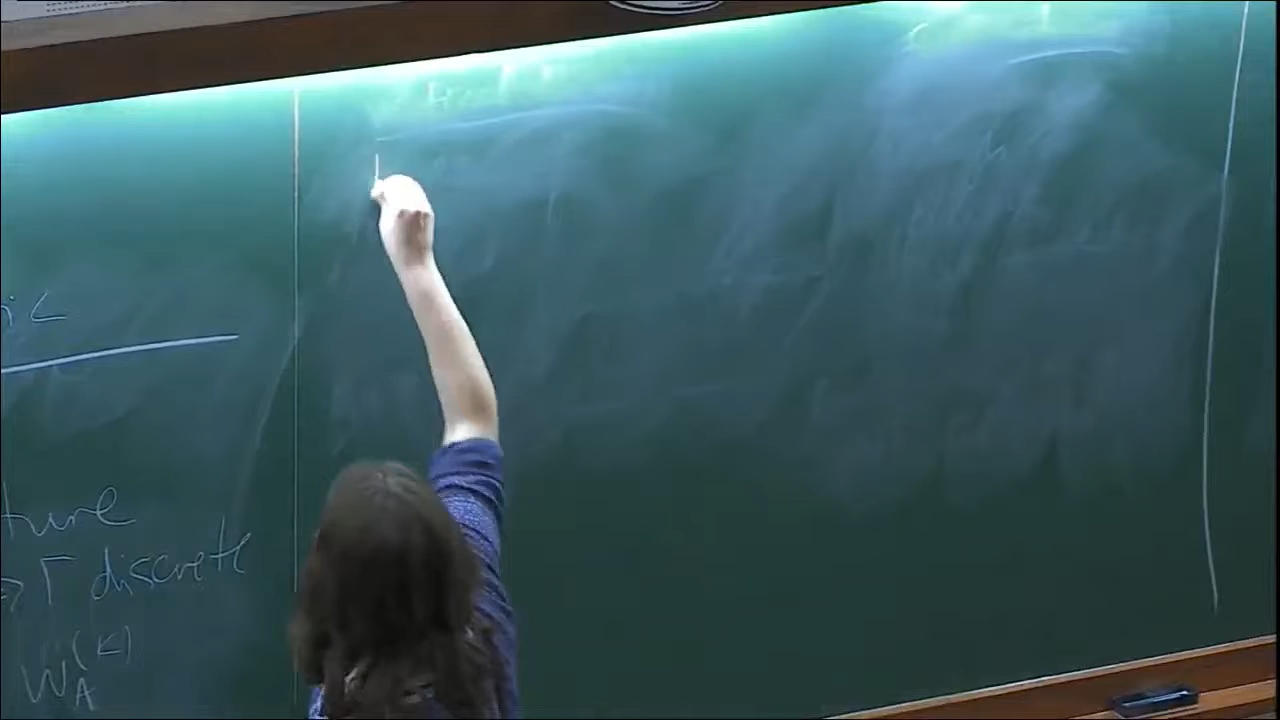 ic
ture
⇒ Γ discrete
W_A^(K)